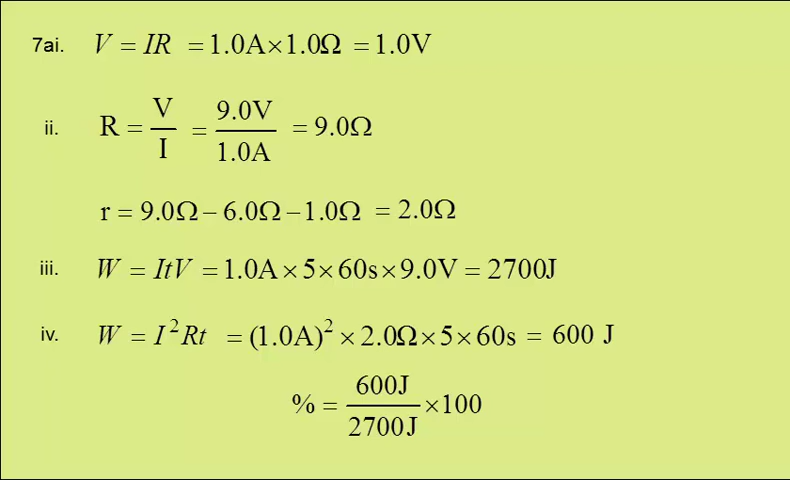 7ai. V = IR = 1.0A×1.0Ω = 1.0V
ii. R = V/I = 9.0V/1.0A = 9.0Ω
r = 9.0Ω – 6.0Ω – 1.0Ω = 2.0Ω
iii. W = ItV = 1.0A × 5 × 60s × 9.0V = 2700J
iv. W = I²Rt = (1.0A)² × 2.0Ω × 5 × 60s = 600 J
% = 600J/2700J ×100